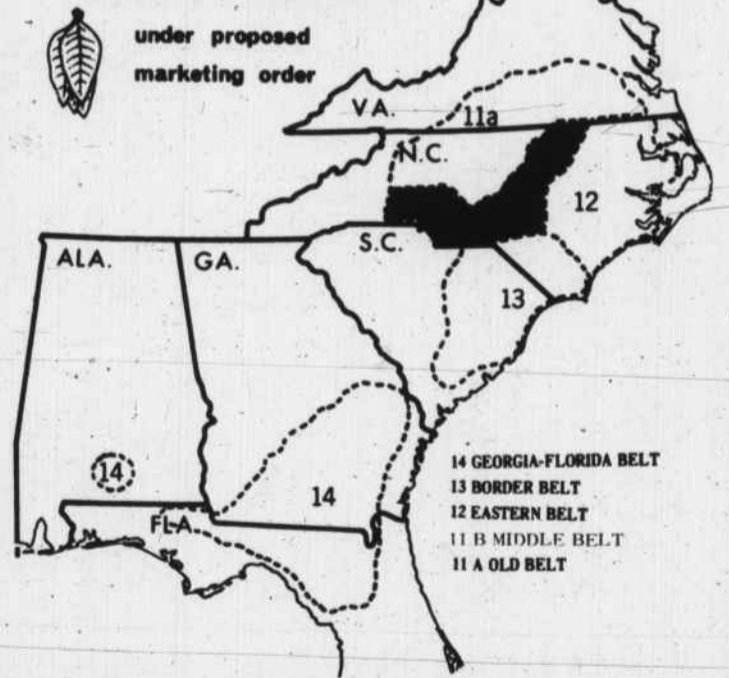 under proposed
marketing order
VA.
11a
N.C.
12
S.C.
ALA.
GA.
13
14
14
FLA
14 GEORGIA-FLORIDA BELT
13 BORDER BELT
12 EASTERN BELT
11 B MIDDLE BELT
11 A OLD BELT